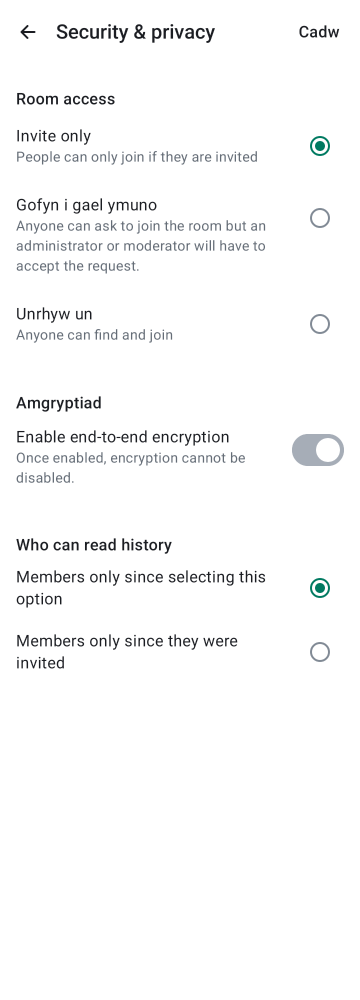 Security & privacy
Cadw
Room access
Invite only
People can only join if they are invited
Gofyn i gael ymuno
Anyone can ask to join the room but an
administrator or moderator will have to
accept the request.
Unrhyw un
Anyone can find and join
Amgryptiad
Enable end-to-end encryption
Once enabled, encryption cannot be
disabled.
Who can read history
Members only since selecting this
option
Members only since they were
invited